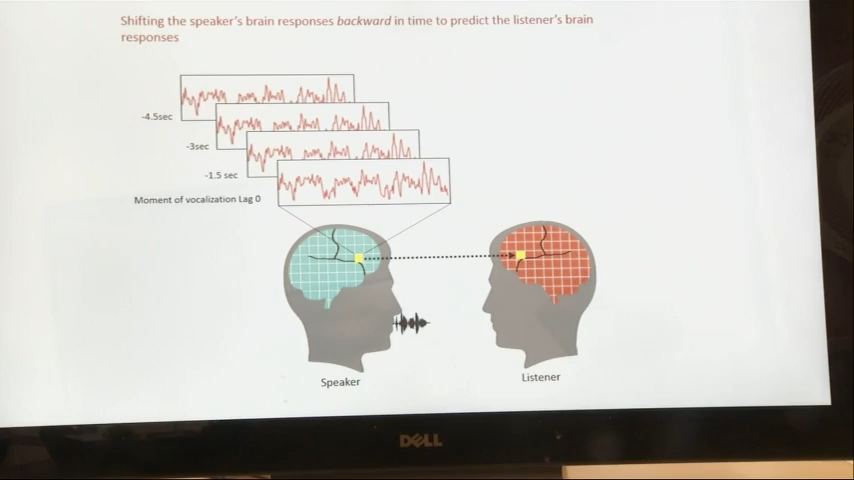 Shifting the speaker's brain responses backward in time to predict the listener's brain
responses
-4.5sec
-3sec
-1.5 sec
Moment of vocalization Lag 0
Speaker
Listener
DELL